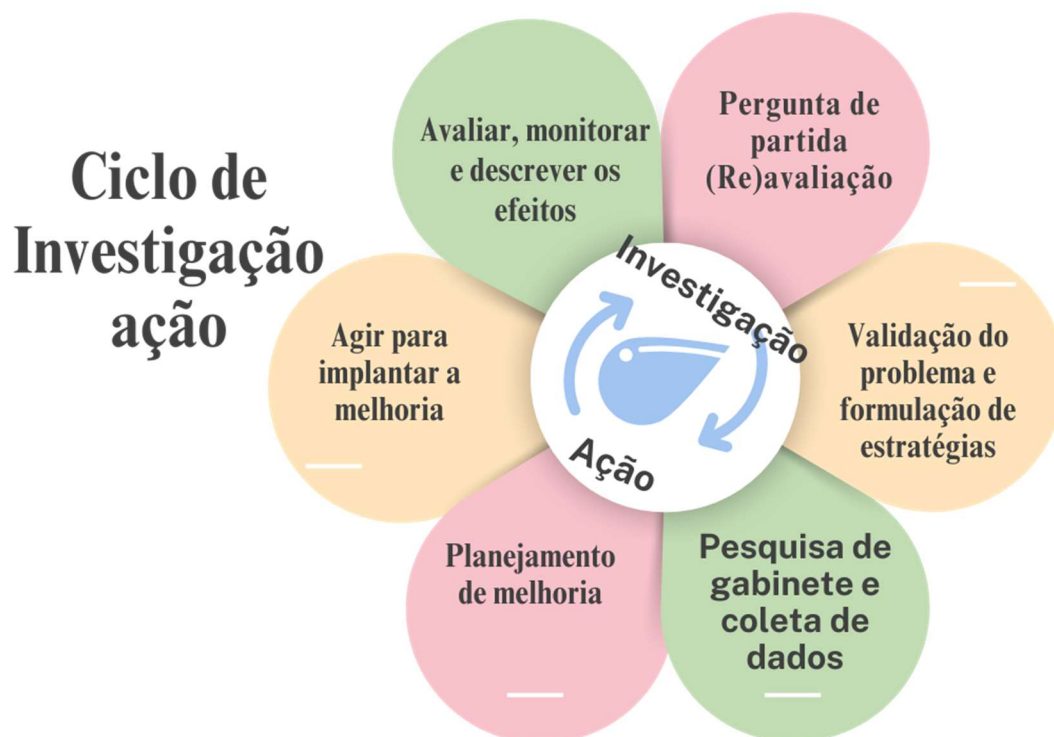 Ciclo de
Investigação
ação
Pergunta de
partida
(Re)avaliação
Validação do
problema e
formulação de
estratégias
Pesquisa de
gabinete e
coleta de
dados
Planejamento
de melhoria
Agir para
implantar a
melhoria
Avaliar, monitorar
e descrever os
efeitos
Investigação
Ação